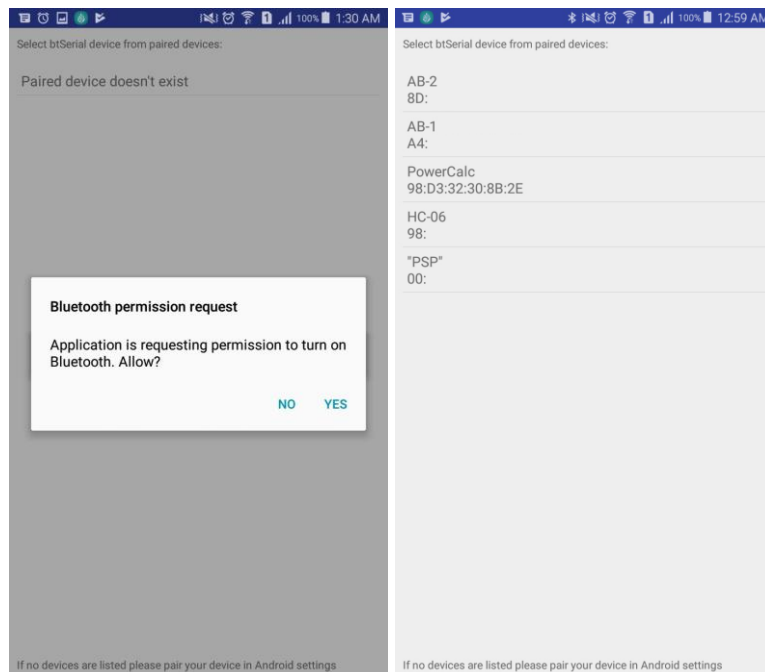 100% 1:30 AM
Select btSerial device from paired devices:
Paired device doesn't exist
Bluetooth permission request
Application is requesting permission to turn on
Bluetooth. Allow?
NO YES
If no devices are listed please pair your device in Android settings
1 100% 12:59 AM
Select btSerial device from paired devices:
AB-2
8D:
AB-1
A4:
PowerCalc
98:D3:32:30:8B:2E
HC-06
98:
"PSP"
00:
If no devices are listed please pair your device in Android settings